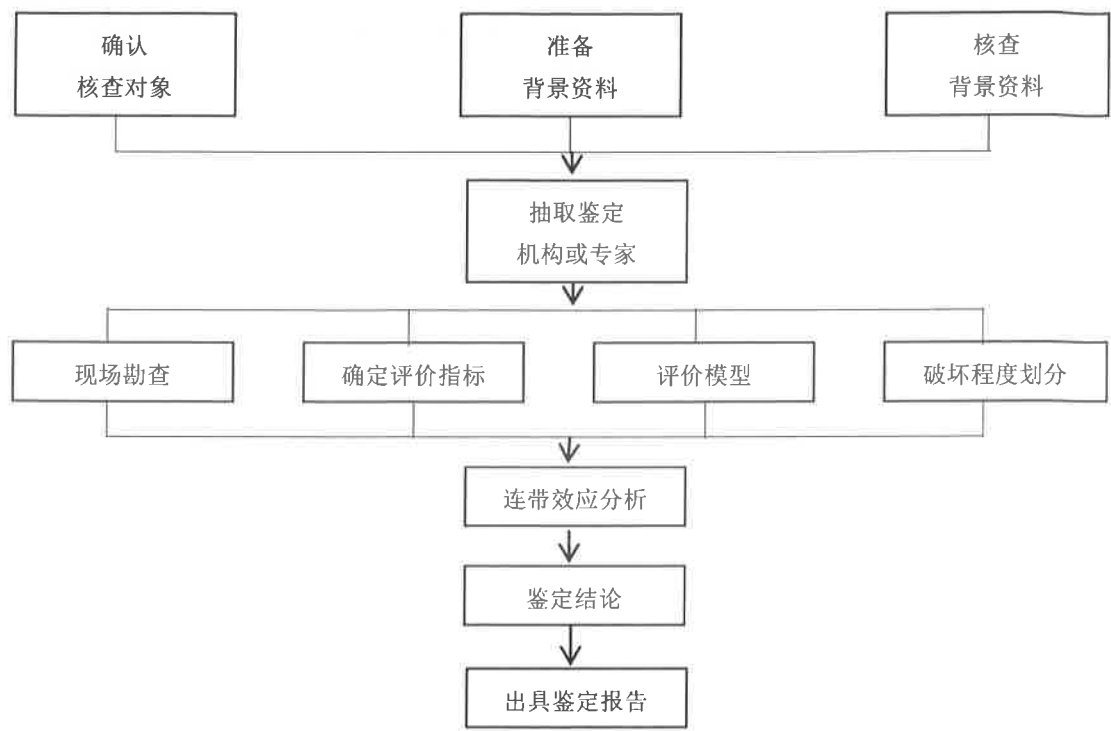 确认
核查对象
准备
背景资料
核查
背景资料
抽取鉴定
机构或专家
现场勘查
确定评价指标
评价模型
破坏程度划分
连带效应分析
鉴定结论
出具鉴定报告